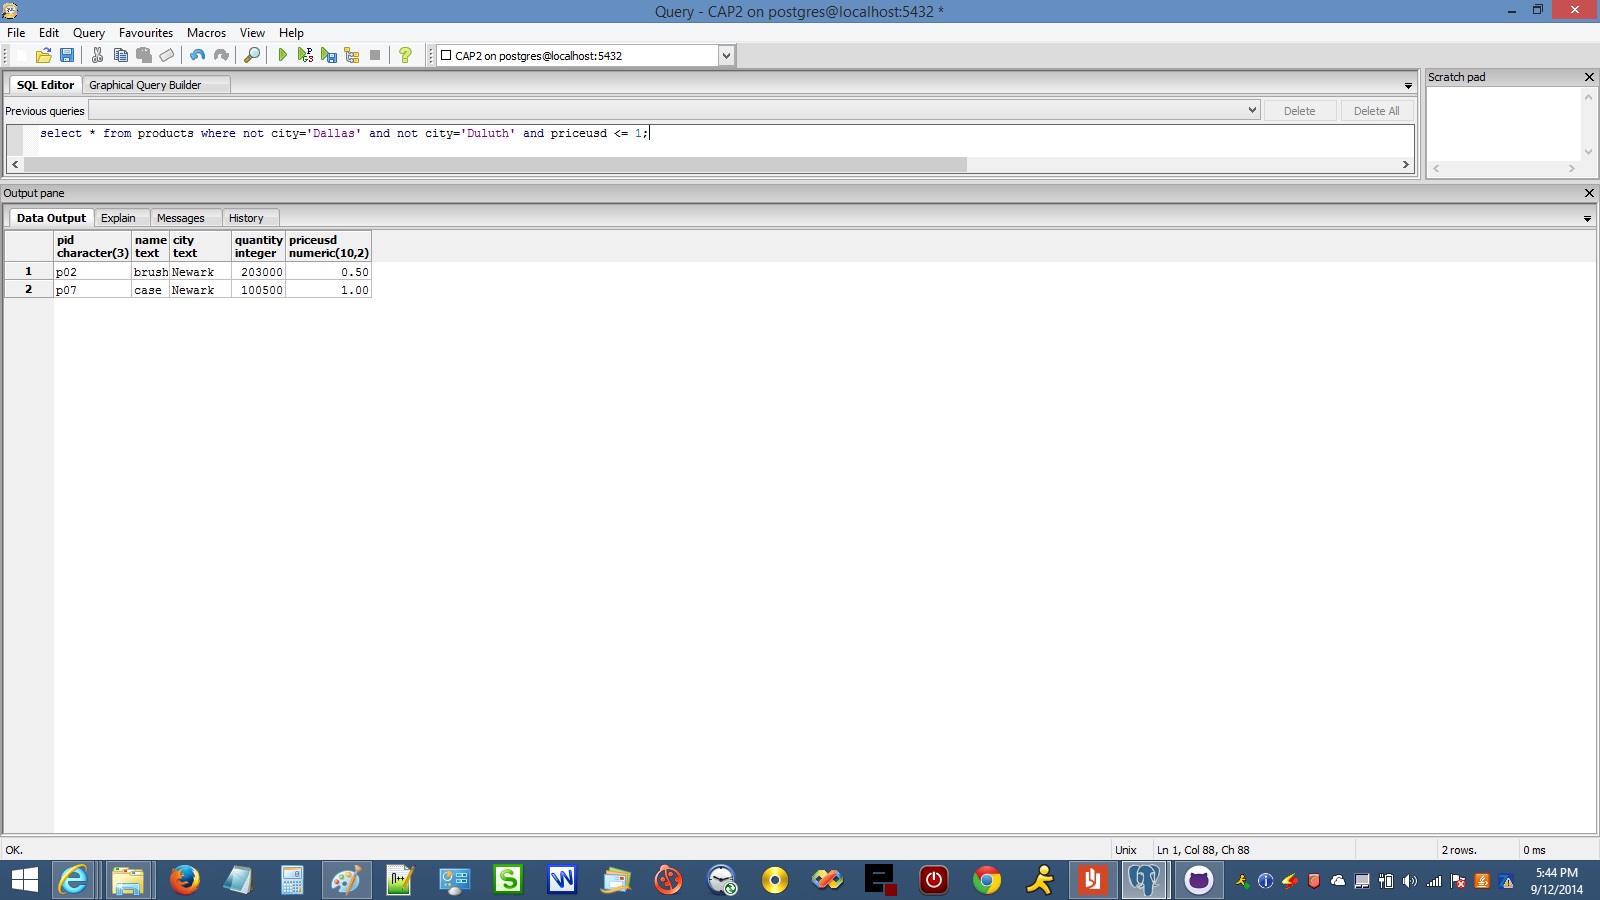 Query - CAP2 on postgres@localhost:5432 *
File Edit Query Favourites Macros View Help
CAP2 on postgres@localhost:5432
SQL Editor Graphical Query Builder
Scratch pad
Previous queries Delete Delete All
select * from products where not city='Dallas' and not city='Duluth' and priceusd <= 1;
Output pane
Data Output Explain Messages History
pid name city quantity priceusd
character(3) text text integer numeric(10,2)
1 p02 brush Newark 203000 0.50
2 p07 case Newark 100500 1.00
OK. Unix Ln 1, Col 88, Ch 88 2 rows. 0 ms
5:44 PM
9/12/2014